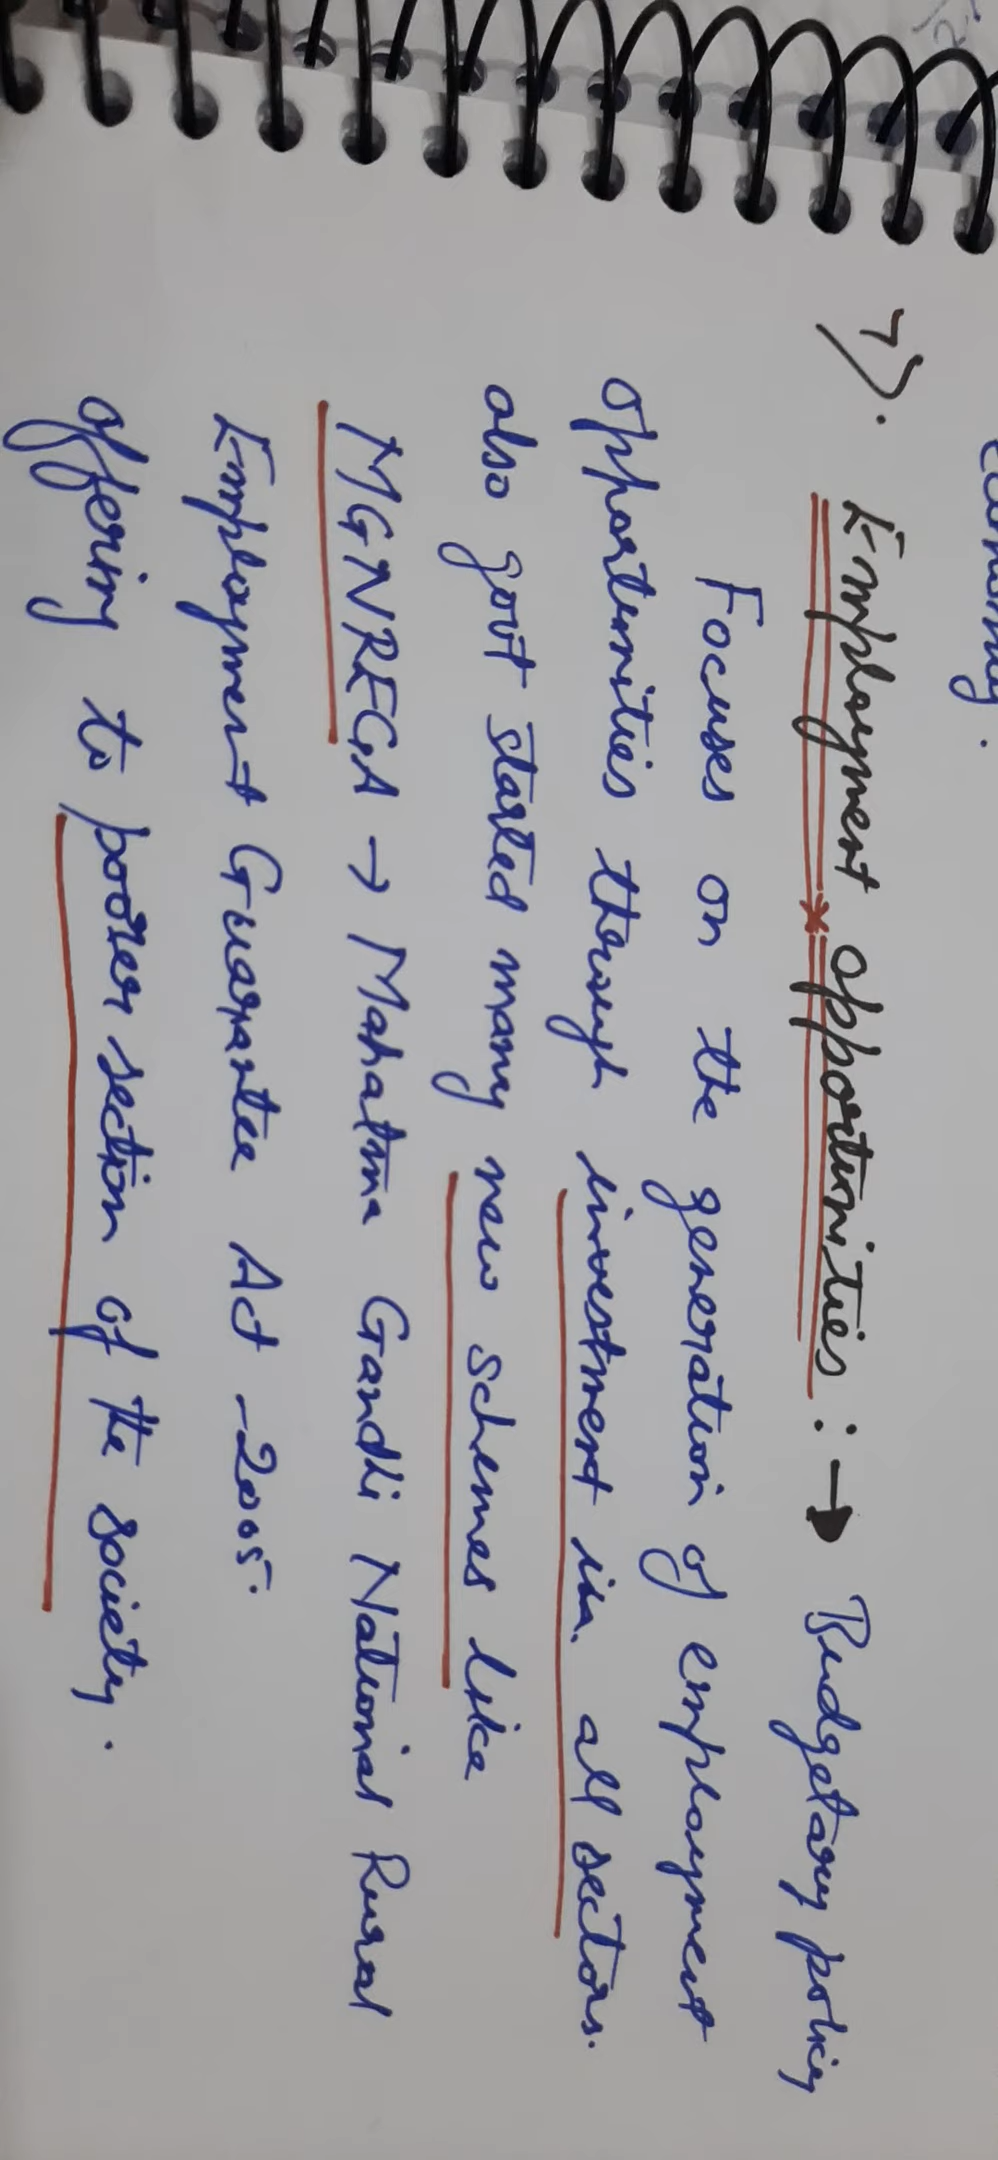 economy.
7). Employment opportunities :→ Budgetary policy
Focuses on the generation of employment
opportunities through investment in. all sectors.
also govt started many new schemes like
MGNREGA → Mahatma Gandhi National Rural
Employment Guarantee Act -2005.
offering to poorer section of the society.